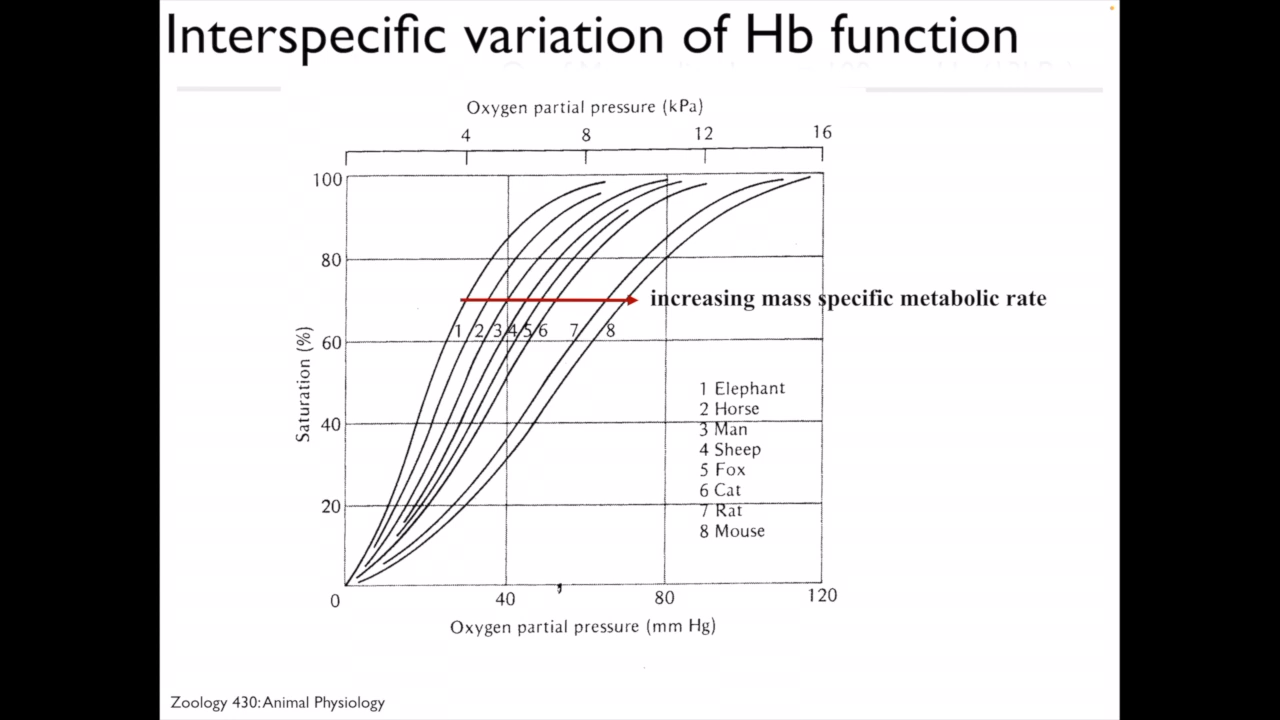 Interspecific variation of Hb function
Oxygen partial pressure (kPa)
4 8 12 16
100
80
60
40
20
Saturation (%)
increasing mass specific metabolic rate
1 2 3 4 5 6 7 8
1 Elephant
2 Horse
3 Man
4 Sheep
5 Fox
6 Cat
7 Rat
8 Mouse
0 40 80 120
Oxygen partial pressure (mm Hg)
Zoology 430: Animal Physiology